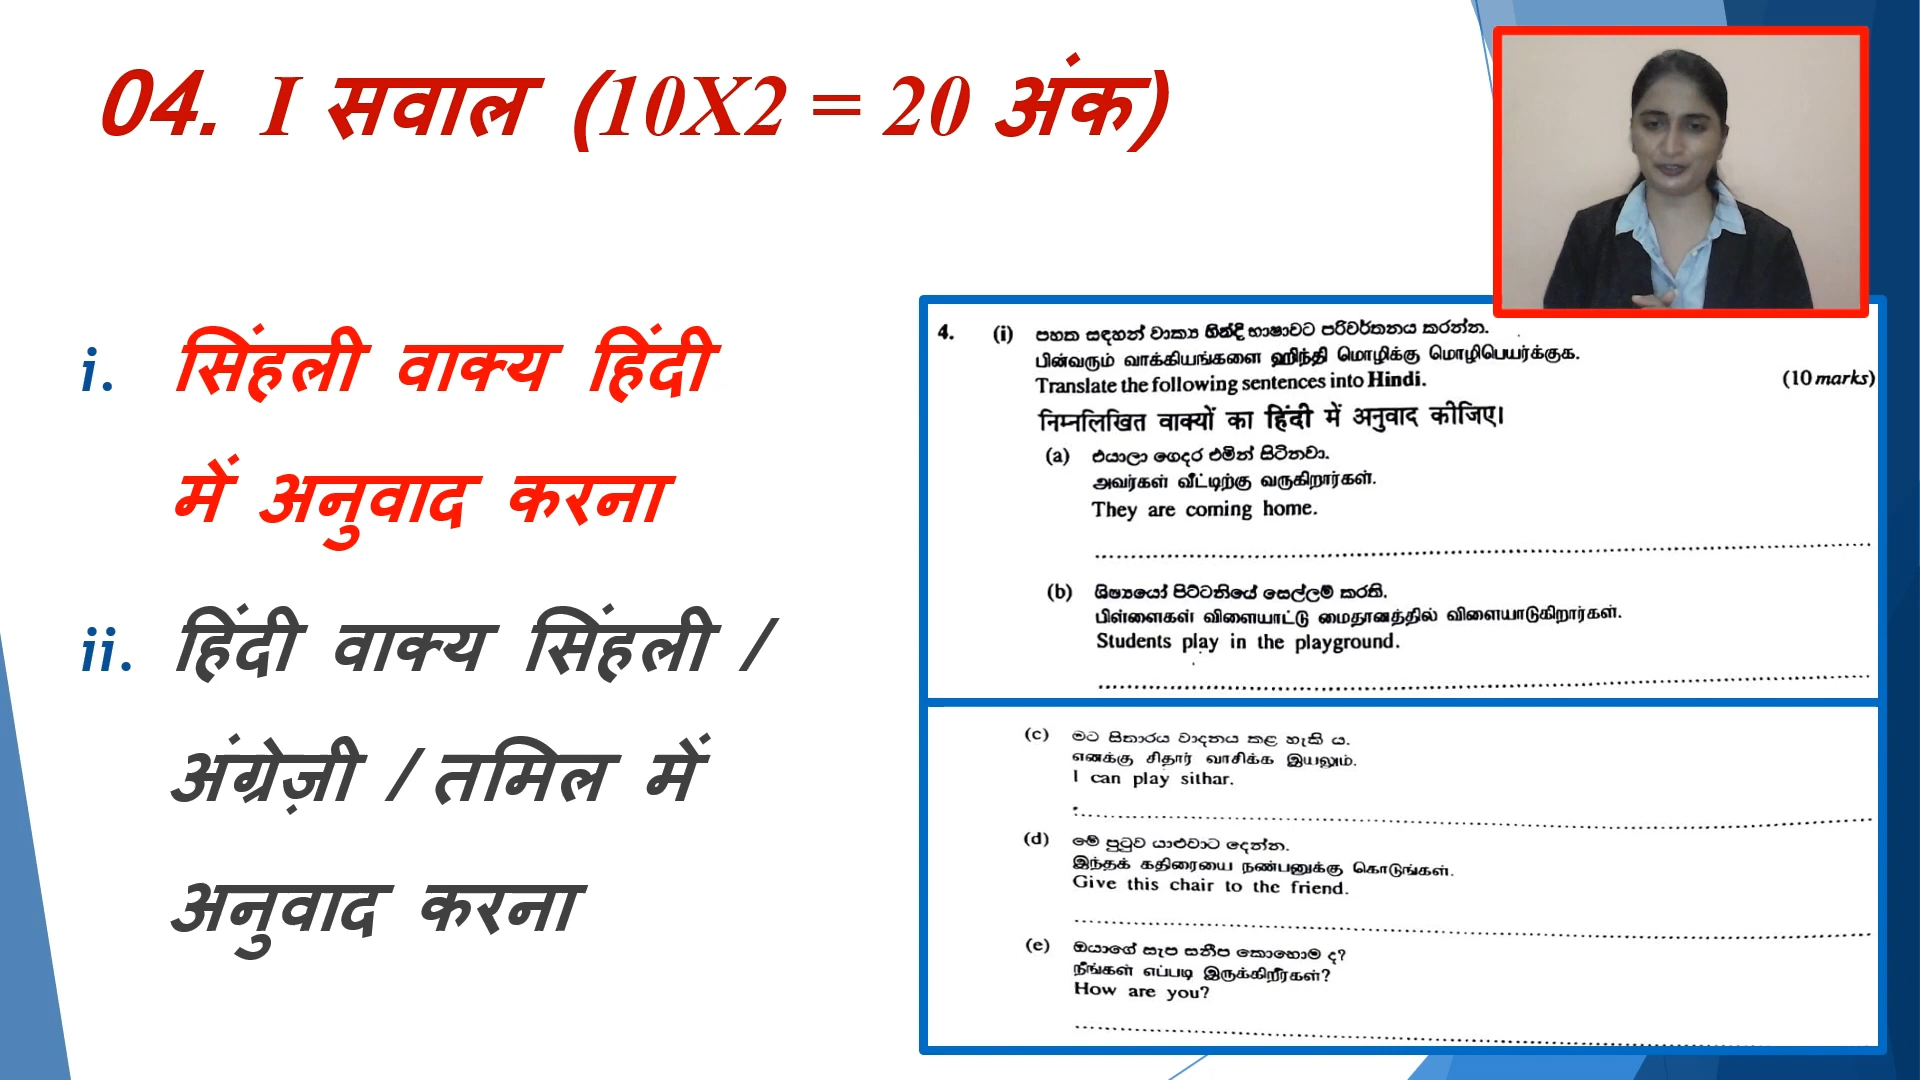 04. I सवाल (10X2 = 20 अंक)
i. सिंहली वाक्य हिंदी
में अनुवाद करना
ii. हिंदी वाक्य सिंहली /
अंग्रेज़ी / तमिल में
अनुवाद करना
4. (i) පහත සඳහන් වාක්‍ය හින්දි භාෂාවට පරිවර්තනය කරන්න.
பின்வரும் வாக்கியங்களை ஹிந்தி மொழிக்கு மொழிபெயர்க்குக.
Translate the following sentences into Hindi. (10 marks)
निम्नलिखित वाक्यों का हिंदी में अनुवाद कीजिए।
(a) එයාලා ගෙදර එමින් සිටිනවා.
அவர்கள் வீட்டிற்கு வருகிறார்கள்.
They are coming home.
(b) ශිෂ්‍යයෝ පිට්ටනියේ සෙල්ලම් කරති.
பிள்ளைகள் விளையாட்டு மைதானத்தில் விளையாடுகிறார்கள்.
Students play in the playground.
(c) මට සිතාරය වාදනය කළ හැකි ය.
எனக்கு சிதார் வாசிக்க இயலும்.
I can play sithar.
(d) මේ පුටුව යාළුවාට දෙන්න.
இந்தக் கதிரையை நண்பனுக்கு கொடுங்கள்.
Give this chair to the friend.
(e) ඔයාගේ සැප සනීප කොහොම ද?
நீங்கள் எப்படி இருக்கிறீர்கள்?
How are you?